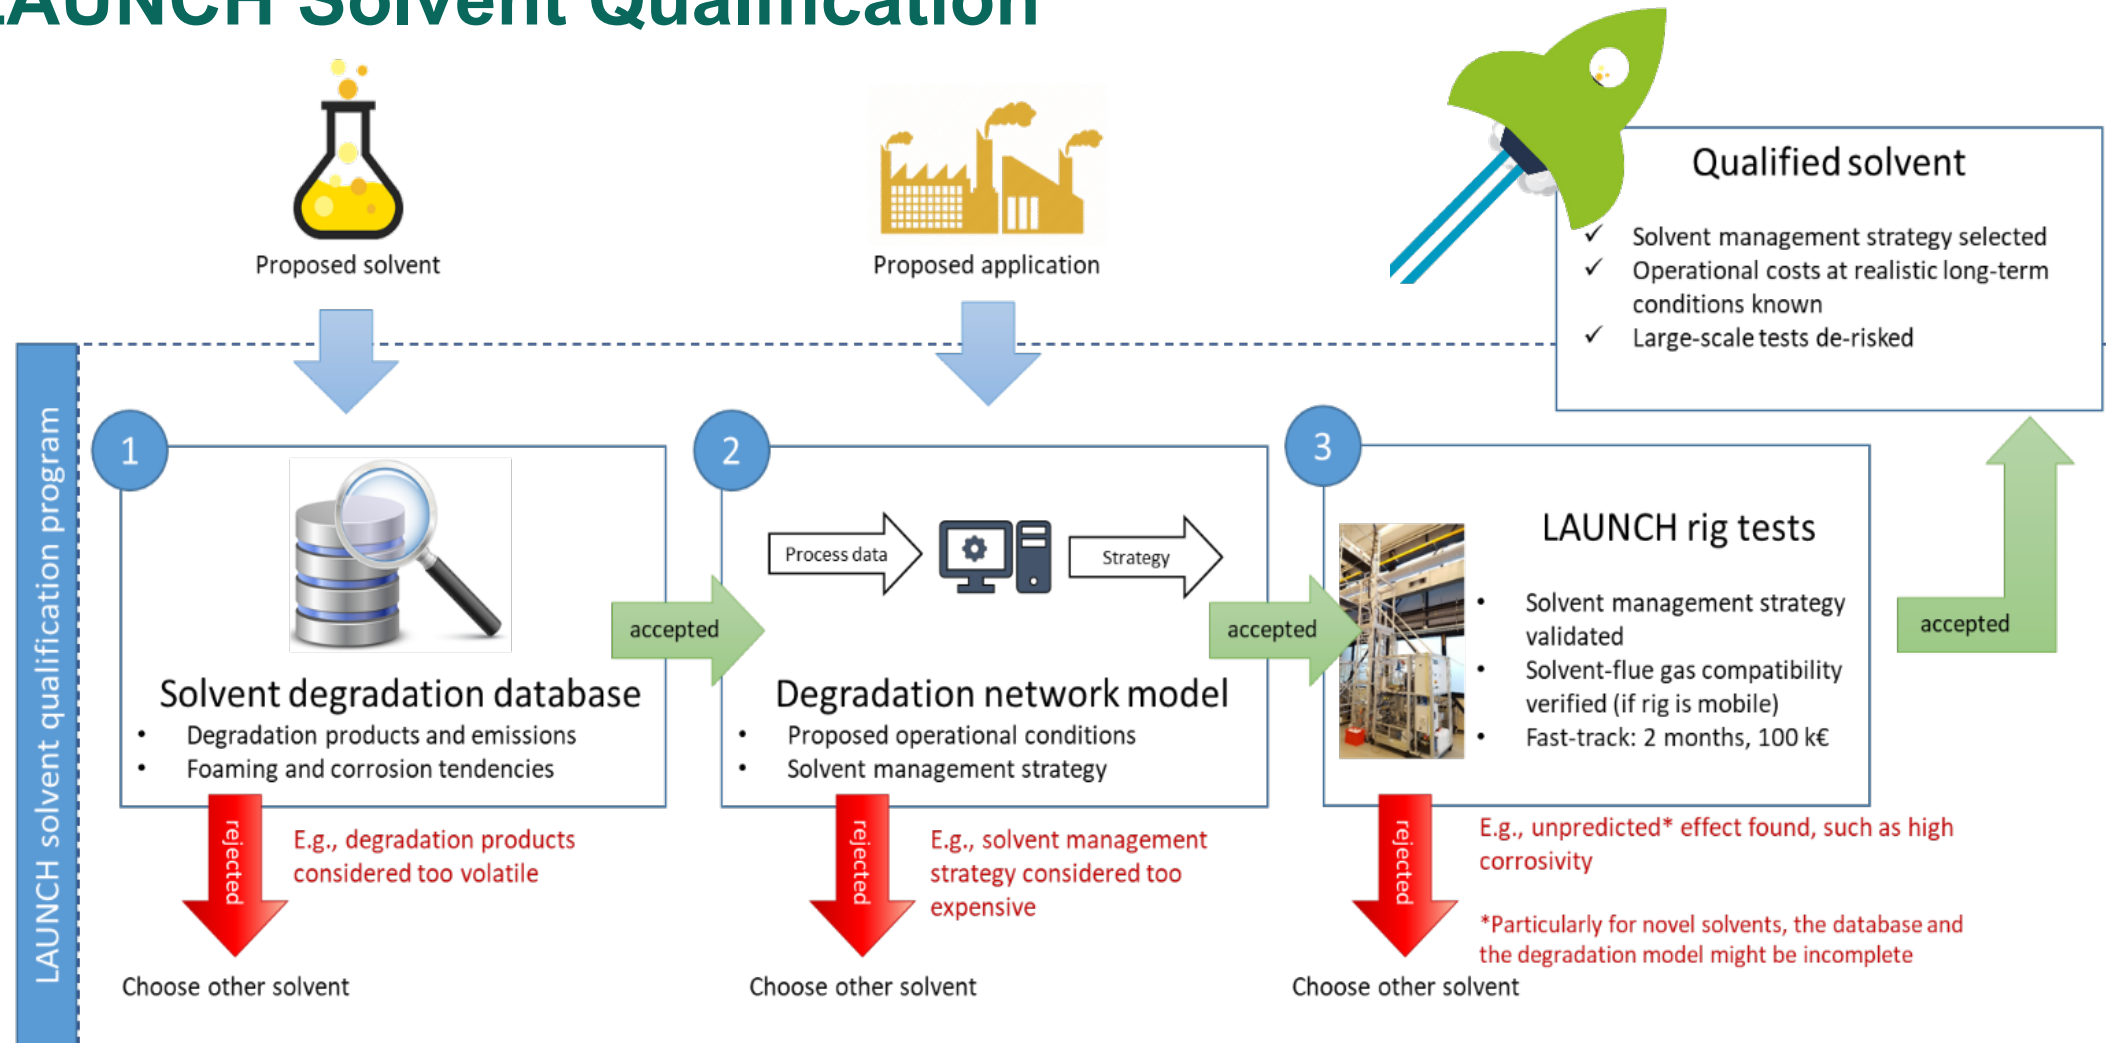 LAUNCH Solvent Qualification
Proposed solvent
Proposed application
Qualified solvent
✓ Solvent management strategy selected
✓ Operational costs at realistic long-term
conditions known
✓ Large-scale tests de-risked
LAUNCH solvent qualification program
1
Solvent degradation database
• Degradation products and emissions
• Foaming and corrosion tendencies
accepted
rejected
E.g., degradation products
considered too volatile
Choose other solvent
2
Process data
Strategy
Degradation network model
• Proposed operational conditions
• Solvent management strategy
accepted
rejected
E.g., solvent management
strategy considered too
expensive
Choose other solvent
3
LAUNCH rig tests
• Solvent management strategy
validated
• Solvent-flue gas compatibility
verified (if rig is mobile)
• Fast-track: 2 months, 100 k€
accepted
rejected
E.g., unpredicted* effect found, such as high
corrosivity
*Particularly for novel solvents, the database and
the degradation model might be incomplete
Choose other solvent